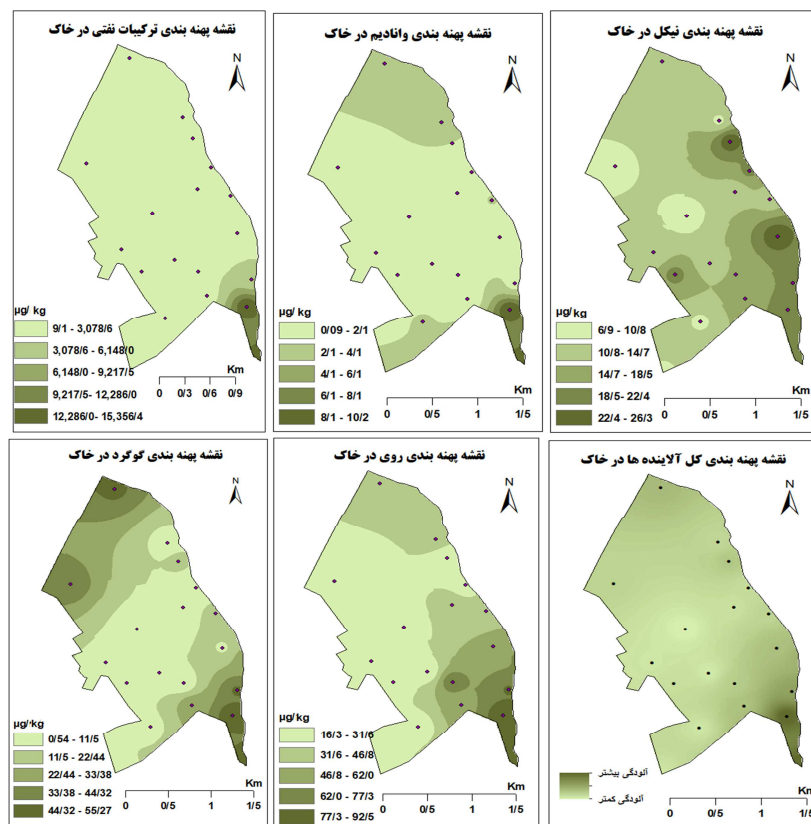 نقشه پهنه بندی ترکیبات نفتی در خاک
N
µg/ kg
9/1 - 3,078/6
3,078/6 - 6,148/0
6,148/0 - 9,217/5
9,217/5 - 12,286/0
12,286/0 - 15,356/4
Km
0 0/3 0/6 0/9
نقشه پهنه بندی وانادیم در خاک
N
µg/ kg
0/09 - 2/1
2/1 - 4/1
4/1 - 6/1
6/1 - 8/1
8/1 - 10/2
Km
0 0/5 1 1/5
نقشه پهنه بندی نیکل در خاک
N
µg/ kg
6/9 - 10/8
10/8 - 14/7
14/7 - 18/5
18/5- 22/4
22/4 - 26/3
Km
0 0/5 1 1/5
نقشه پهنه بندی گوگرد در خاک
N
µg/kg
0/54 - 11/5
11/5 - 22/44
22/44 - 33/38
33/38 - 44/32
44/32 - 55/27
Km
0 0/5 1 1/5
نقشه پهنه بندی روی در خاک
N
µg/ kg
16/3 - 31/6
31/6 - 46/8
46/8 - 62/0
62/0 - 77/3
77/3 - 92/5
Km
0 0/5 1 1/5
نقشه پهنه بندی کل آلاینده ها در خاک
N
آلودگی بیشتر
آلودگی کمتر
Km
0 0/5 1 1/5